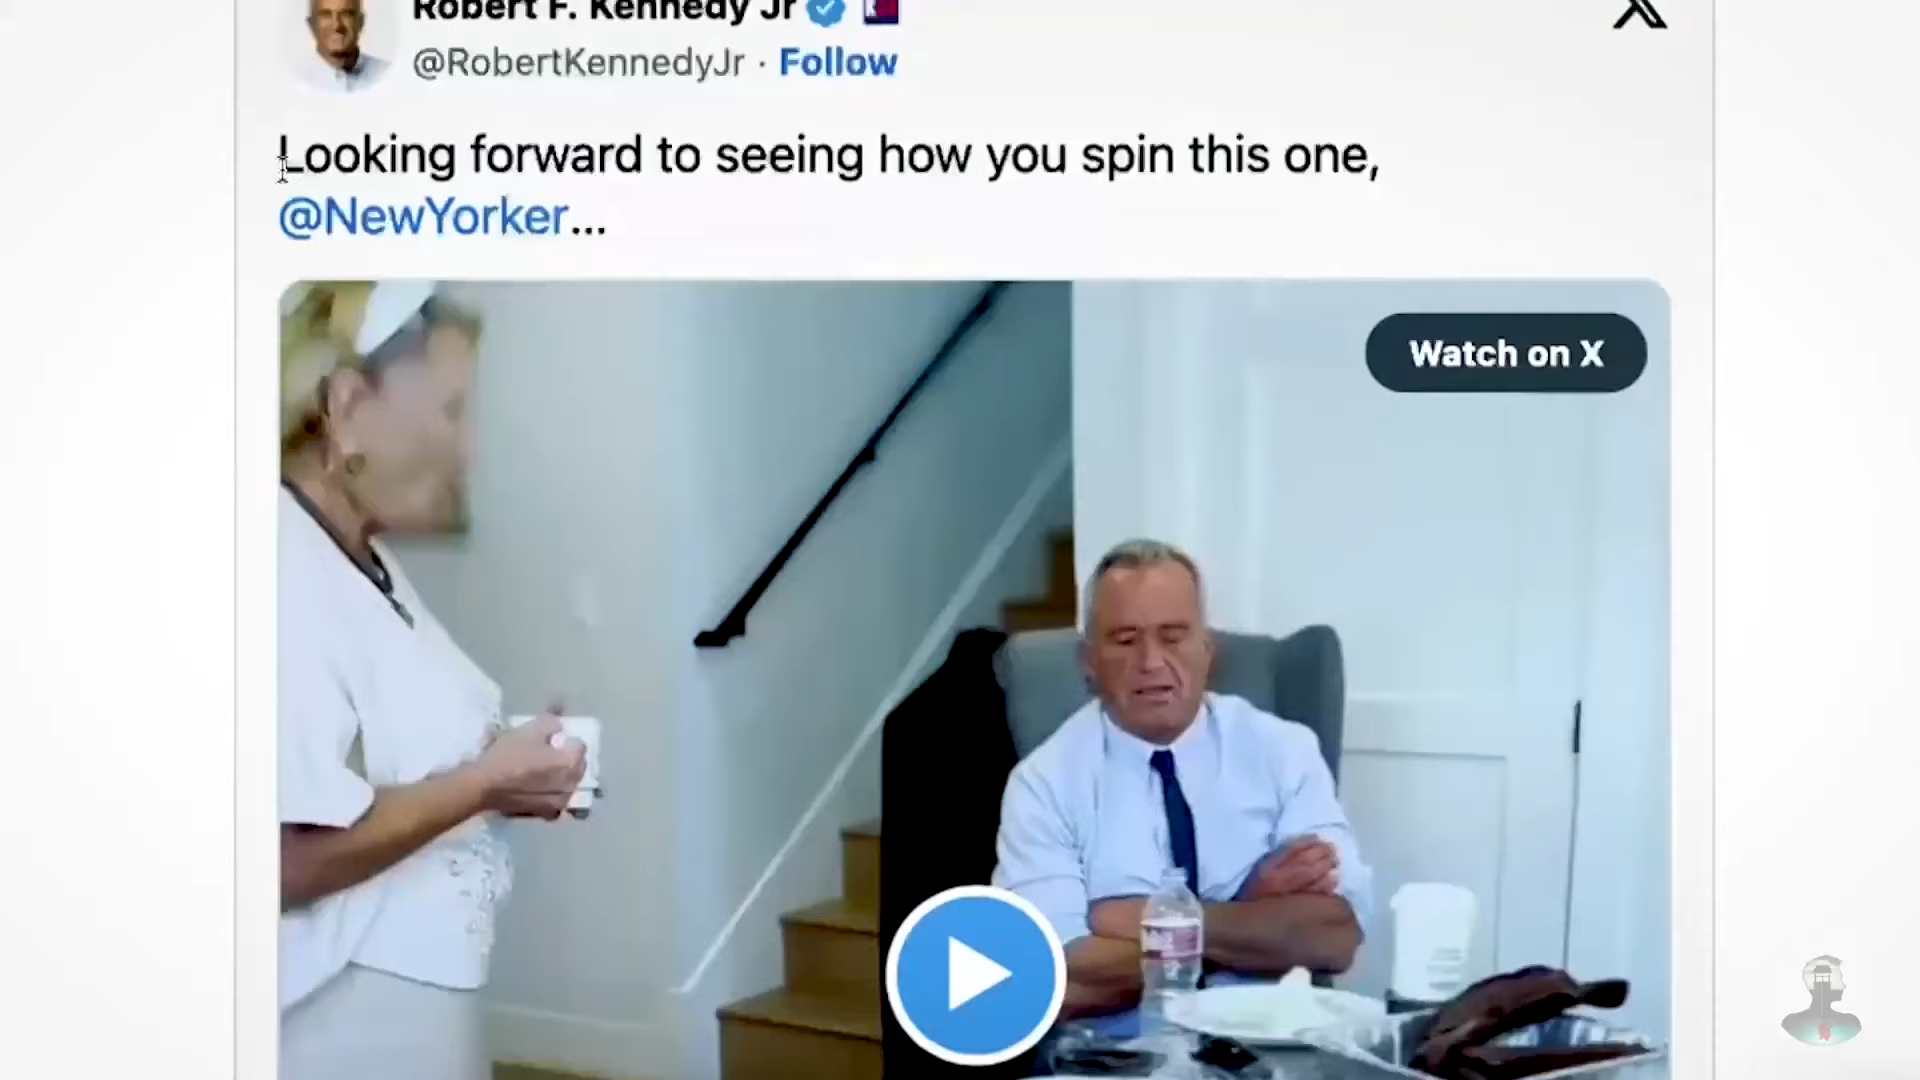 Robert F. Kennedy Jr
@RobertKennedyJr · Follow
Looking forward to seeing how you spin this one,
@NewYorker...
Watch on X